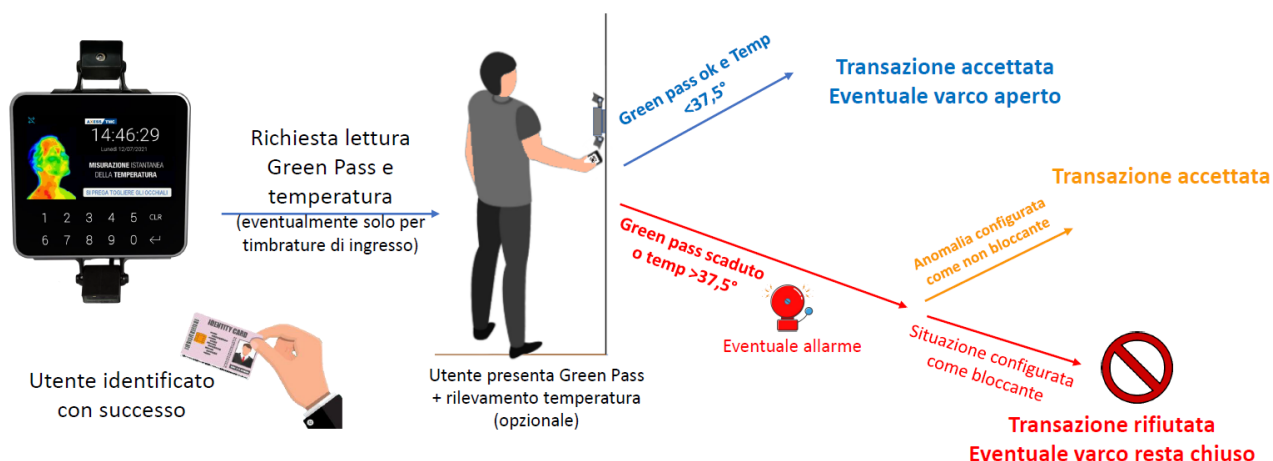 AXESS TMC
14:46:29
Lunedì 12/07/2021
MISURAZIONE ISTANTANEA
DELLA TEMPERATURA
SI PREGA TOGLIERE GLI OCCHIALI
1 2 3 4 5 CLR
6 7 8 9 0 ↵
IDENTITY CARD
Utente identificato
con successo
Richiesta lettura
Green Pass e
temperatura
(eventualmente solo per
timbrature di ingresso)
Utente presenta Green Pass
+ rilevamento temperatura
(opzionale)
Green pass ok e Temp
<37,5°
Transazione accettata
Eventuale varco aperto
Green pass scaduto
o temp >37,5°
Eventuale allarme
Anomalia configurata
come non bloccante
Transazione accettata
Situazione configurata
come bloccante
Transazione rifiutata
Eventuale varco resta chiuso